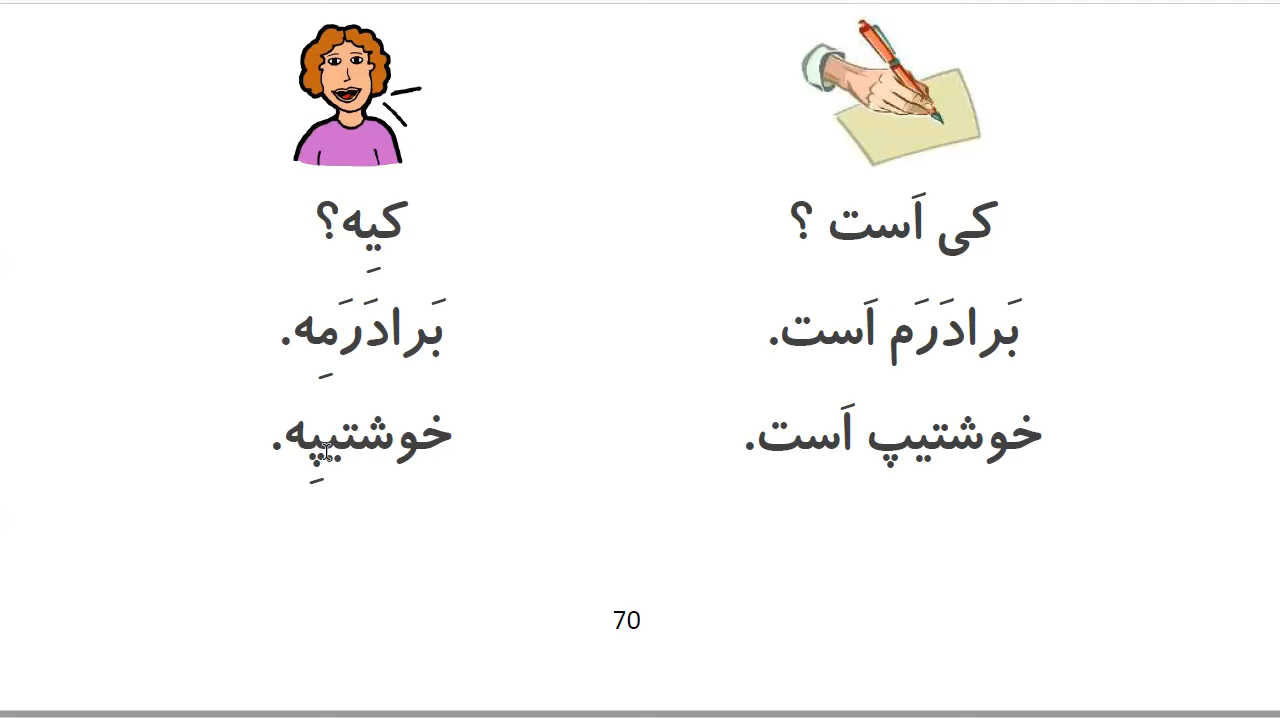 کی اَست ؟
کیِه؟
بَرادَرَم اَست.
بَرادَرَمِه.
خوشتیپ اَست.
خوشتیپِه.
70